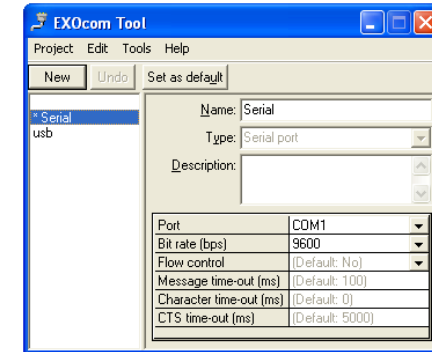 EXOcom Tool
Project Edit Tools Help
New Undo Set as default
* Serial
usb
Name: Serial
Type: Serial port
Description:
Port COM1
Bit rate (bps) 9600
Flow control (Default: No)
Message time-out (ms) (Default: 100)
Character time-out (ms) (Default: 0)
CTS time-out (ms) (Default: 5000)